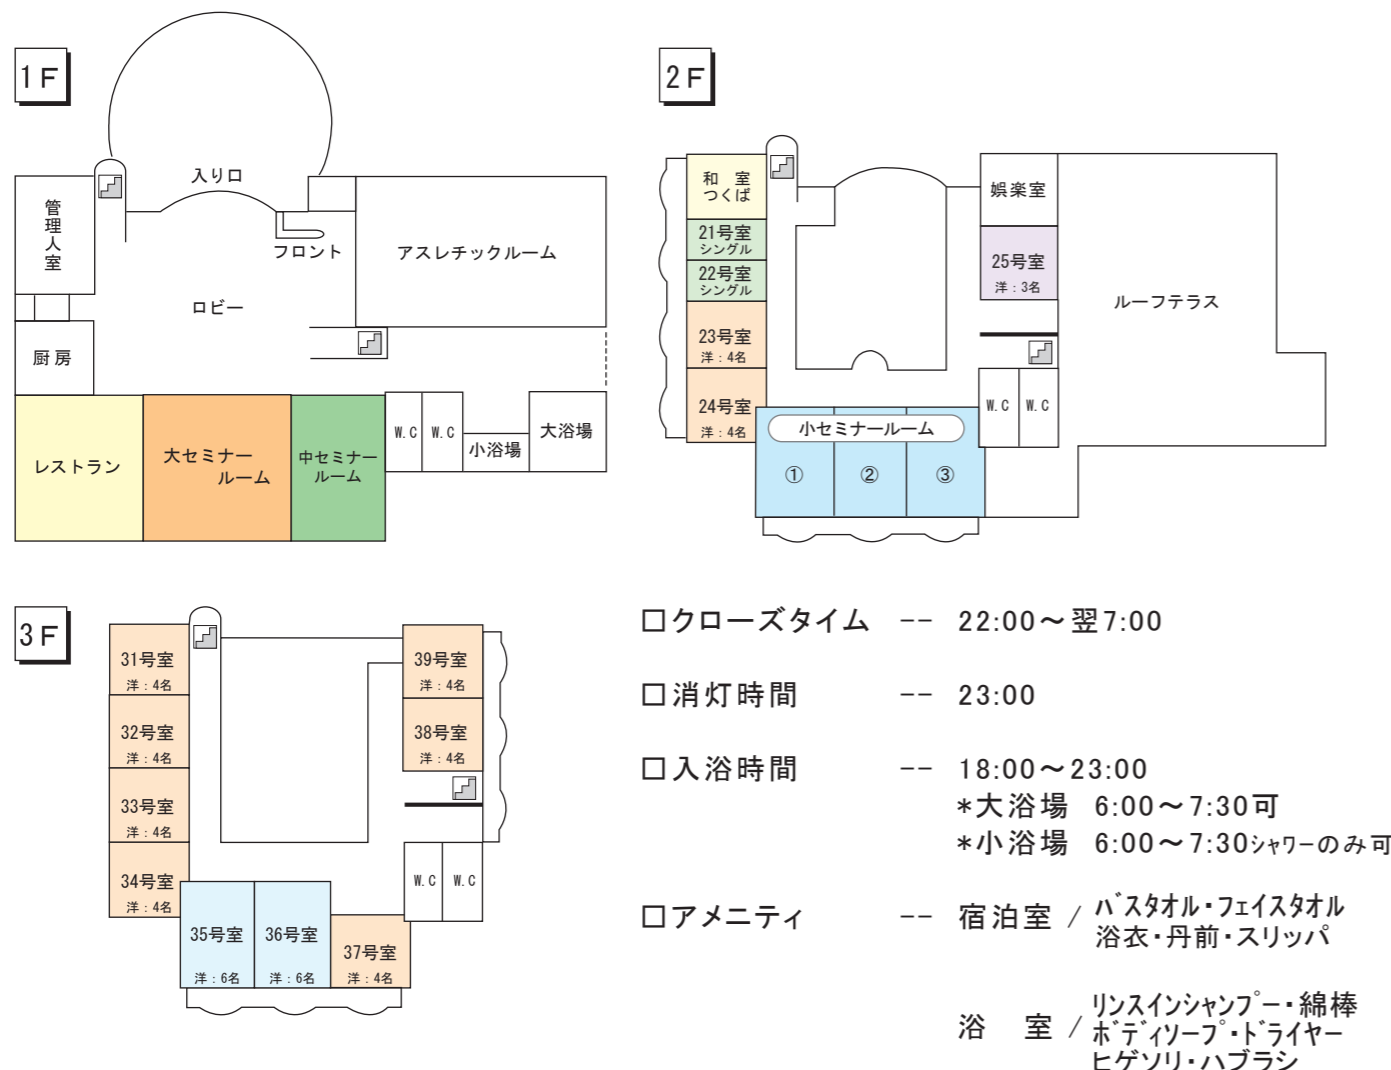 1F
入り口
管理人室
フロント
アスレチックルーム
ロビー
厨房
レストラン
大セミナー
ルーム
中セミナー
ルーム
W.C
W.C
小浴場
大浴場
2F
和 室
つくば
21号室
シングル
22号室
シングル
23号室
洋：4名
24号室
洋：4名
娯楽室
25号室
洋：3名
ルーフテラス
W.C
W.C
小セミナールーム
①
②
③
3F
31号室
洋：4名
32号室
洋：4名
33号室
洋：4名
34号室
洋：4名
35号室
洋：6名
36号室
洋：6名
37号室
洋：4名
39号室
洋：4名
38号室
洋：4名
W.C
W.C
□クローズタイム -- 22:00～翌7:00
□消灯時間 -- 23:00
□入浴時間 -- 18:00～23:00
*大浴場 6:00～7:30可
*小浴場 6:00～7:30シャワーのみ可
□アメニティ -- 宿泊室 / バスタオル・フェイスタオル
浴衣・丹前・スリッパ
浴 室 / リンスインシャンプー・綿棒
ボディソープ・ドライヤー
ヒゲソリ・ハブラシ